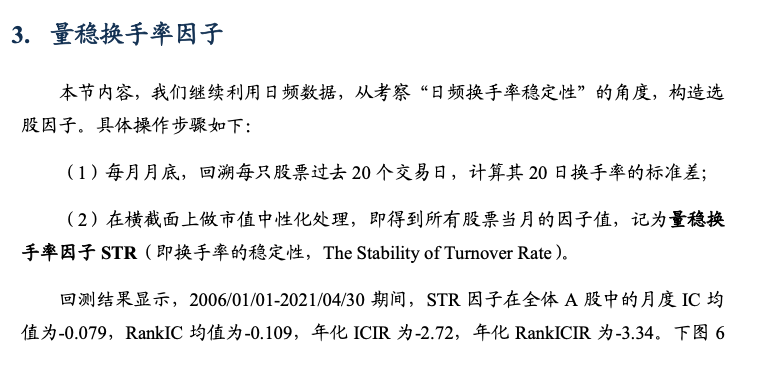 3. 量稳换手率因子
本节内容，我们继续利用日频数据，从考察“日频换手率稳定性”的角度，构造选
股因子。具体操作步骤如下：
（1）每月月底，回溯每只股票过去 20 个交易日，计算其 20 日换手率的标准差；
（2）在横截面上做市值中性化处理，即得到所有股票当月的因子值，记为量稳换
手率因子 STR（即换手率的稳定性，The Stability of Turnover Rate）。
回测结果显示，2006/01/01-2021/04/30 期间，STR 因子在全体 A 股中的月度 IC 均
值为-0.079，RankIC 均值为-0.109，年化 ICIR 为-2.72，年化 RankICIR 为-3.34。下图 6